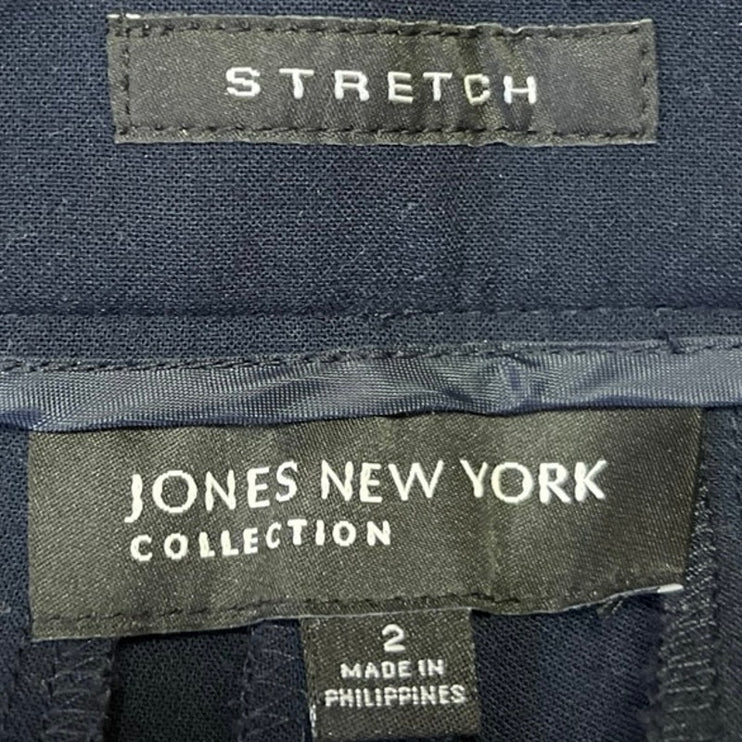 STRETCH
JONES NEW YORK
COLLECTION
2
MADE IN
PHILIPPINES